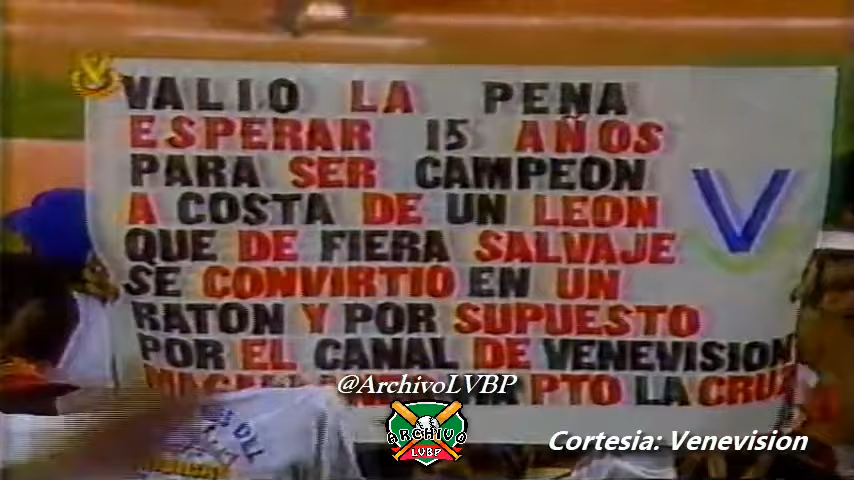 VALIO LA PENA
ESPERAR 15 AÑOS
PARA SER CAMPEON
A COSTA DE UN LEON
QUE DE FIERA SALVAJE
SE CONVIRTIO EN UN
RATON Y POR SUPUESTO
POR EL CANAL DE VENEVISION
PTO LA CRUZ
@ArchivoLVBP
ARCHIVO
LVBP
Cortesia: Venevision